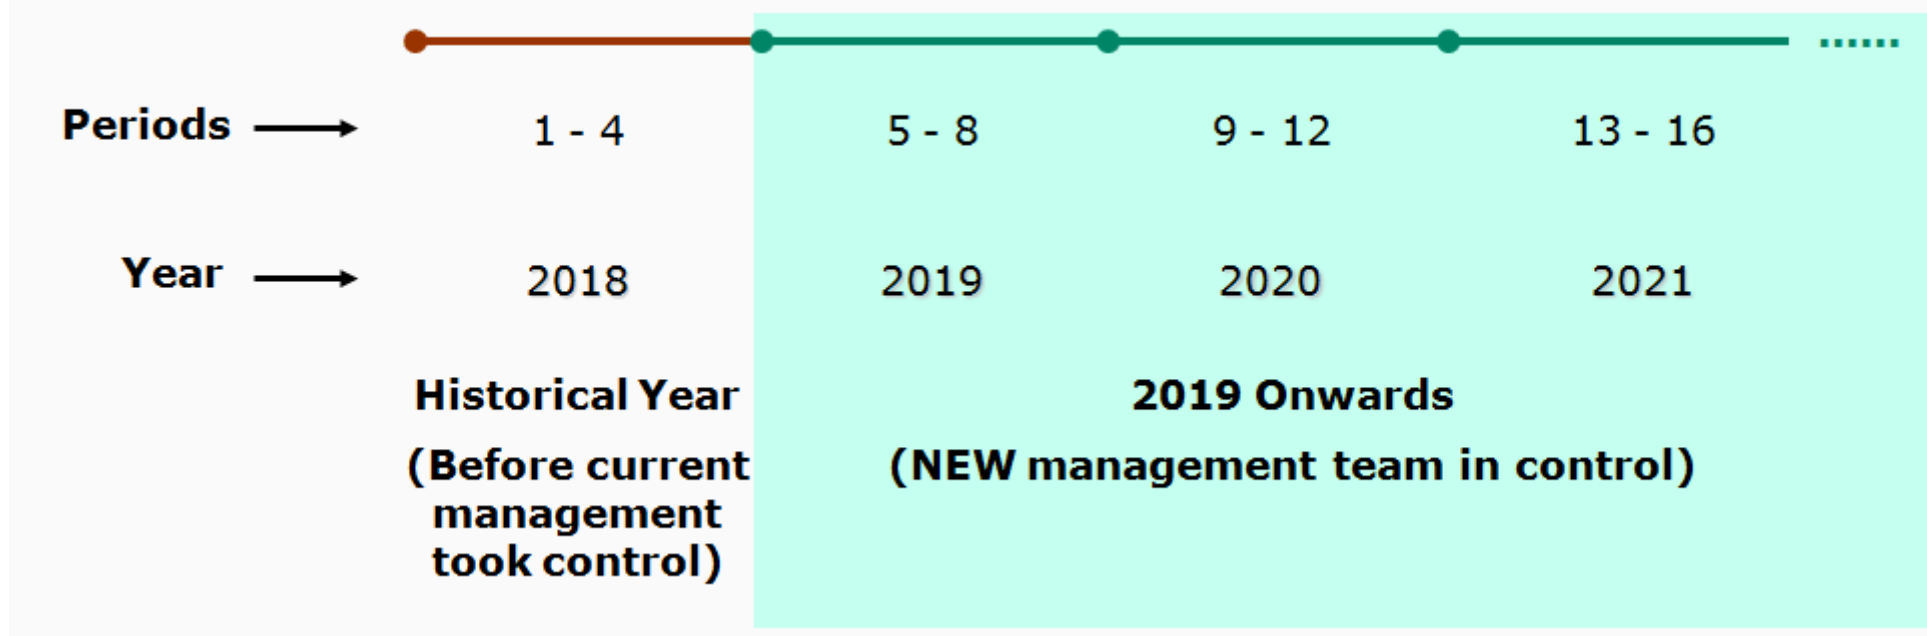 Periods 1 - 4 5 - 8 9 - 12 13 - 16
Year 2018 2019 2020 2021
Historical Year
(Before current
management
took control)
2019 Onwards
(NEW management team in control)